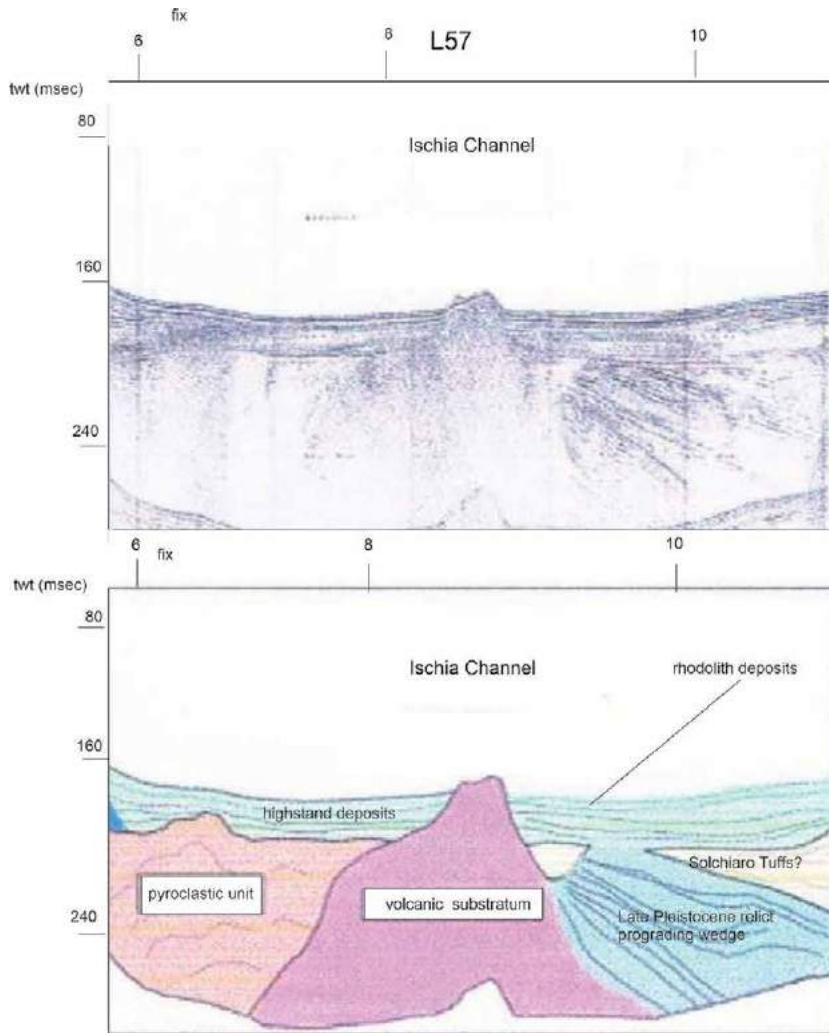 fix
6
8
L57
10
twt (msec)
80
Ischia Channel
160
240
6
fix
8
10
twt (msec)
80
Ischia Channel
rhodolith deposits
160
highstand deposits
Solchiaro Tuffs?
pyroclastic unit
volcanic substratum
Late Pleistocene relict
prograding wedge
240